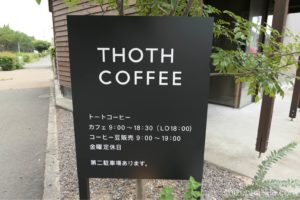 THOTH
COFFEE
トートコーヒー
カフェ 9:00～18:30 (LO18:00)
コーヒー豆販売 9:00～19:00
金曜定休日
第二駐車場あります。